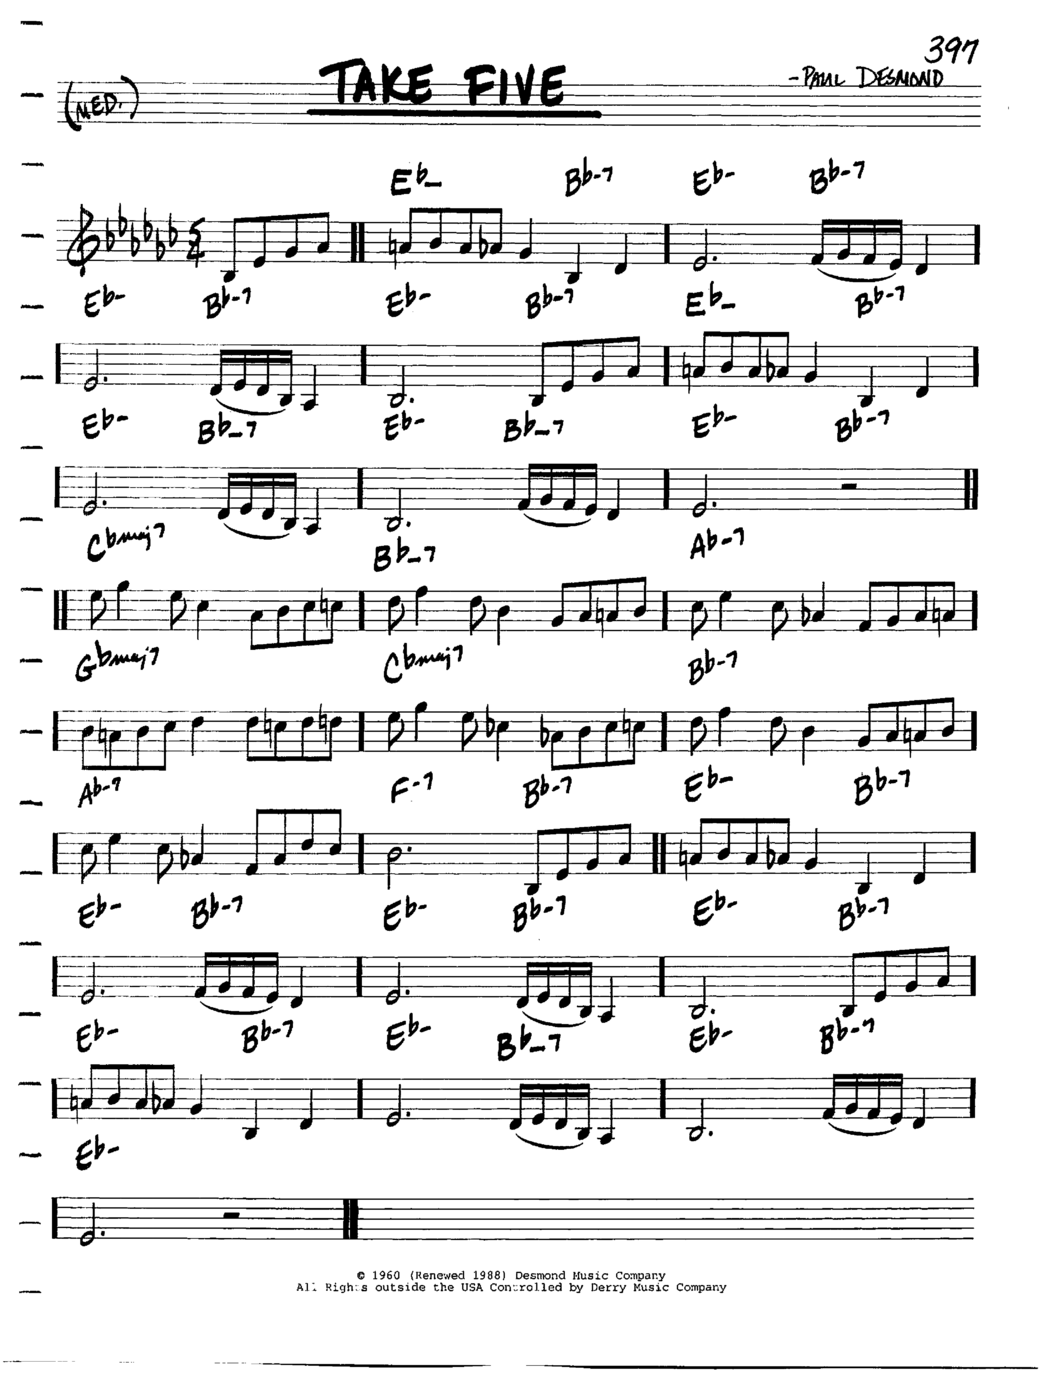 397
TAKE FIVE
-PAUL DESMOND
(MED.)
Eb- Bb-7 Eb- Bb-7
5
4
Eb- Bb-7 Eb- Bb-7 Eb- Bb-7
Eb- Bb-7 Eb- Bb-7 Eb- Bb-7
Cbmaj7 Bb-7 Ab-7
Gbmaj7 Cbmaj7 Bb-7
Ab-7 F-7 Bb-7 Eb- Bb-7
Eb- Bb-7 Eb- Bb-7 Eb- Bb-7
Eb- Bb-7 Eb- Bb-7 Eb- Bb-7
Eb-
© 1960 (Renewed 1988) Desmond Music Company
All Rights outside the USA Controlled by Derry Music Company